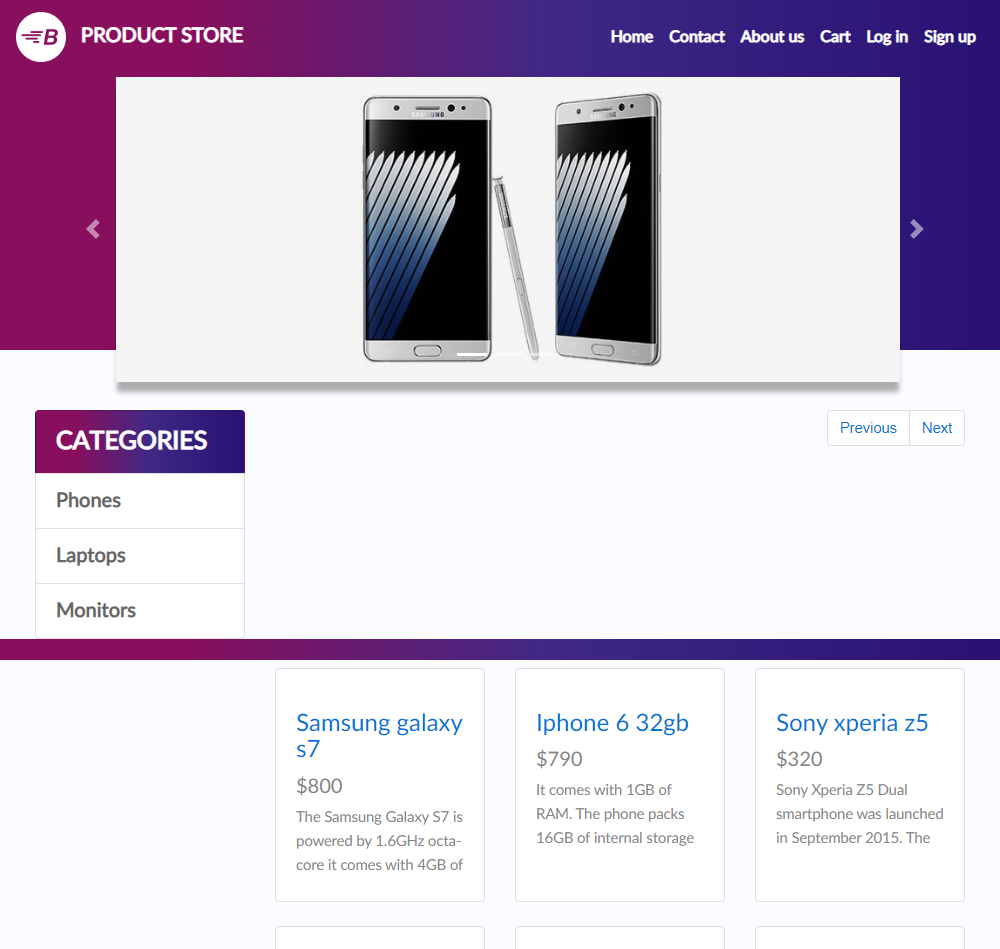 B PRODUCT STORE
Home Contact About us Cart Log in Sign up
SAMSUNG
SAMSUNG
CATEGORIES
Phones
Laptops
Monitors
Previous Next
Samsung galaxy
s7
$800
The Samsung Galaxy S7 is
powered by 1.6GHz octa-
core it comes with 4GB of
Iphone 6 32gb
$790
It comes with 1GB of
RAM. The phone packs
16GB of internal storage
Sony xperia z5
$320
Sony Xperia Z5 Dual
smartphone was launched
in September 2015. The